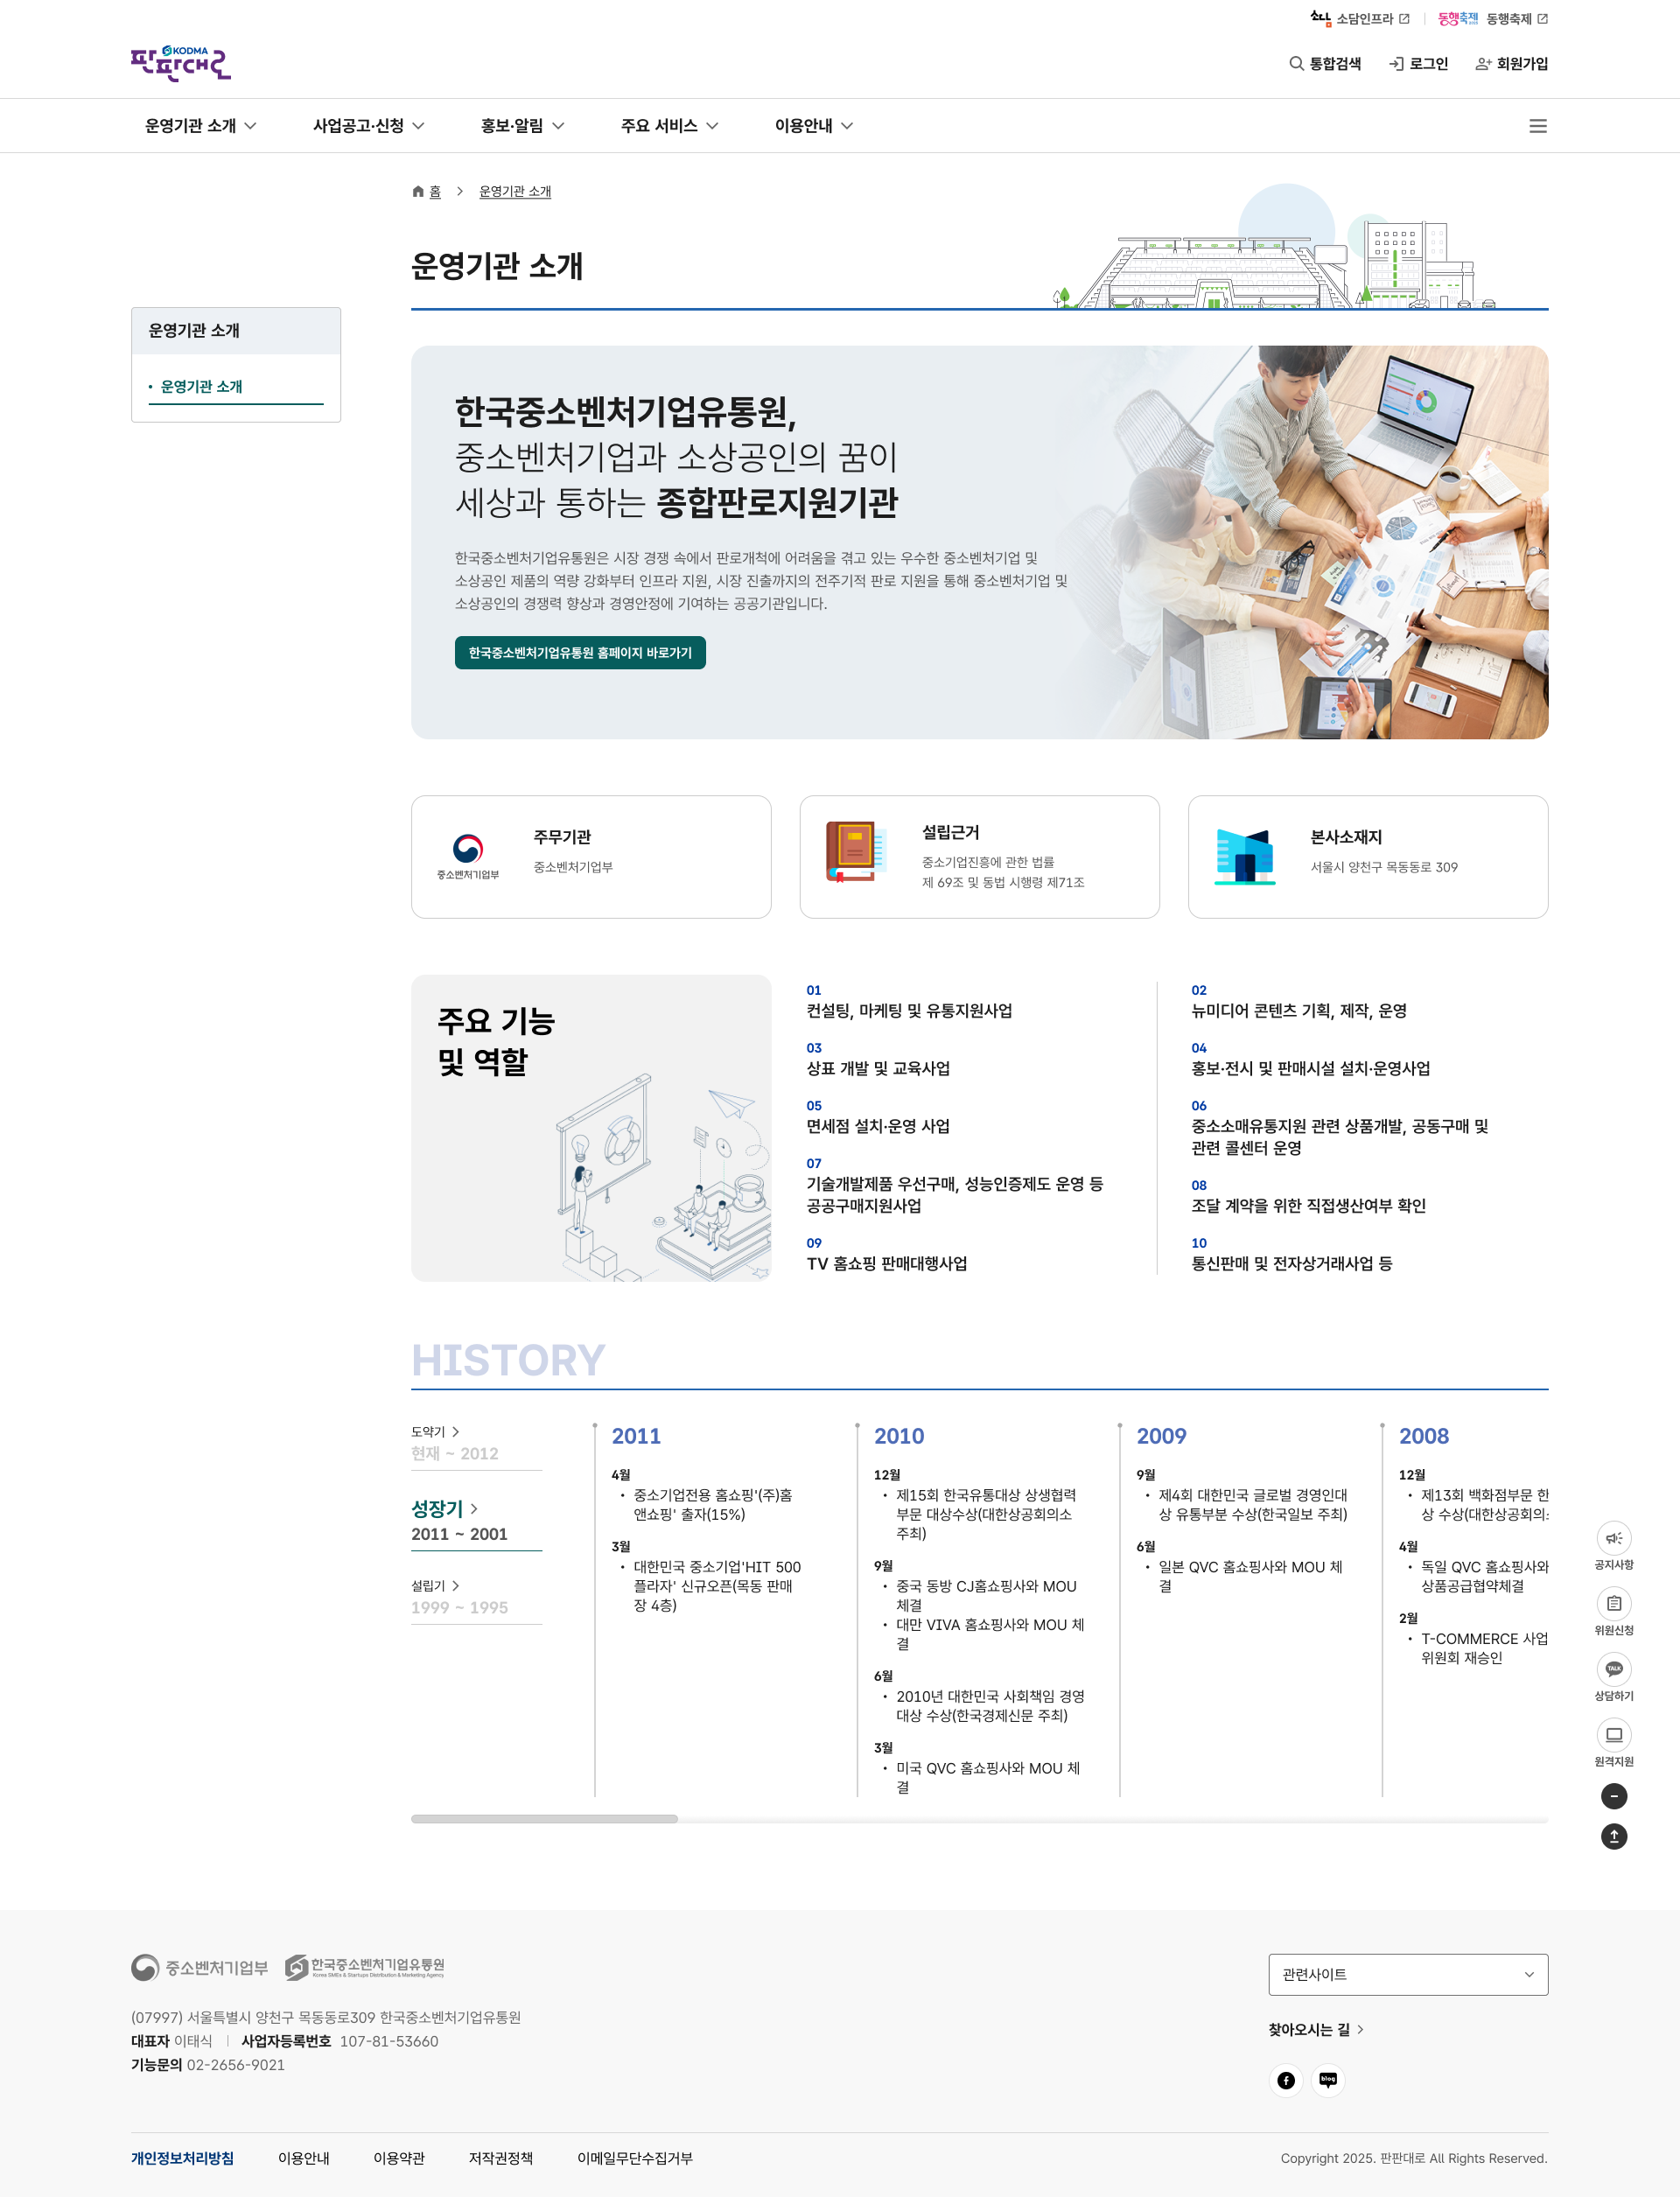 소담인프라
동행축제 동행축제
KODMA
판판대로
통합검색
로그인
회원가입
운영기관 소개
사업공고·신청
홍보·알림
주요 서비스
이용안내
홈
운영기관 소개
운영기관 소개
운영기관 소개
운영기관 소개
한국중소벤처기업유통원,
중소벤처기업과 소상공인의 꿈이
세상과 통하는 종합판로지원기관
한국중소벤처기업유통원은 시장 경쟁 속에서 판로개척에 어려움을 겪고 있는 우수한 중소벤처기업 및
소상공인 제품의 역량 강화부터 인프라 지원, 시장 진출까지의 전주기적 판로 지원을 통해 중소벤처기업 및
소상공인의 경쟁력 향상과 경영안정에 기여하는 공공기관입니다.
한국중소벤처기업유통원 홈페이지 바로가기
중소벤처기업부
주무기관
중소벤처기업부
설립근거
중소기업진흥에 관한 법률
제 69조 및 동법 시행령 제71조
본사소재지
서울시 양천구 목동동로 309
주요 기능
및 역할
01
컨설팅, 마케팅 및 유통지원사업
02
뉴미디어 콘텐츠 기획, 제작, 운영
03
상표 개발 및 교육사업
04
홍보·전시 및 판매시설 설치·운영사업
05
면세점 설치·운영 사업
06
중소소매유통지원 관련 상품개발, 공동구매 및
관련 콜센터 운영
07
기술개발제품 우선구매, 성능인증제도 운영 등
공공구매지원사업
08
조달 계약을 위한 직접생산여부 확인
09
TV 홈쇼핑 판매대행사업
10
통신판매 및 전자상거래사업 등
HISTORY
도약기
현재 ~ 2012
성장기
2011 ~ 2001
설립기
1999 ~ 1995
2011
4월
• 중소기업전용 홈쇼핑'(주)홈
앤쇼핑' 출자(15%)
3월
• 대한민국 중소기업'HIT 500
플라자' 신규오픈(목동 판매
장 4층)
2010
12월
• 제15회 한국유통대상 상생협력
부문 대상수상(대한상공회의소
주최)
9월
• 중국 동방 CJ홈쇼핑사와 MOU
체결
• 대만 VIVA 홈쇼핑사와 MOU 체
결
6월
• 2010년 대한민국 사회책임 경영
대상 수상(한국경제신문 주최)
3월
• 미국 QVC 홈쇼핑사와 MOU 체
결
2009
9월
• 제4회 대한민국 글로벌 경영인대
상 유통부분 수상(한국일보 주최)
6월
• 일본 QVC 홈쇼핑사와 MOU 체
결
2008
12월
• 제13회 백화점부문 한
상 수상(대한상공회의소
4월
• 독일 QVC 홈쇼핑사와
상품공급협약체결
2월
• T-COMMERCE 사업
위원회 재승인
공지사항
위원신청
TALK
상담하기
원격지원
중소벤처기업부
한국중소벤처기업유통원
Korea SMEs & Startups Distribution & Marketing Agency
(07997) 서울특별시 양천구 목동동로309 한국중소벤처기업유통원
대표자 이태식 사업자등록번호 107-81-53660
기능문의 02-2656-9021
관련사이트
찾아오시는 길
blog
개인정보처리방침
이용안내
이용약관
저작권정책
이메일무단수집거부
Copyright 2025. 판판대로 All Rights Reserved.